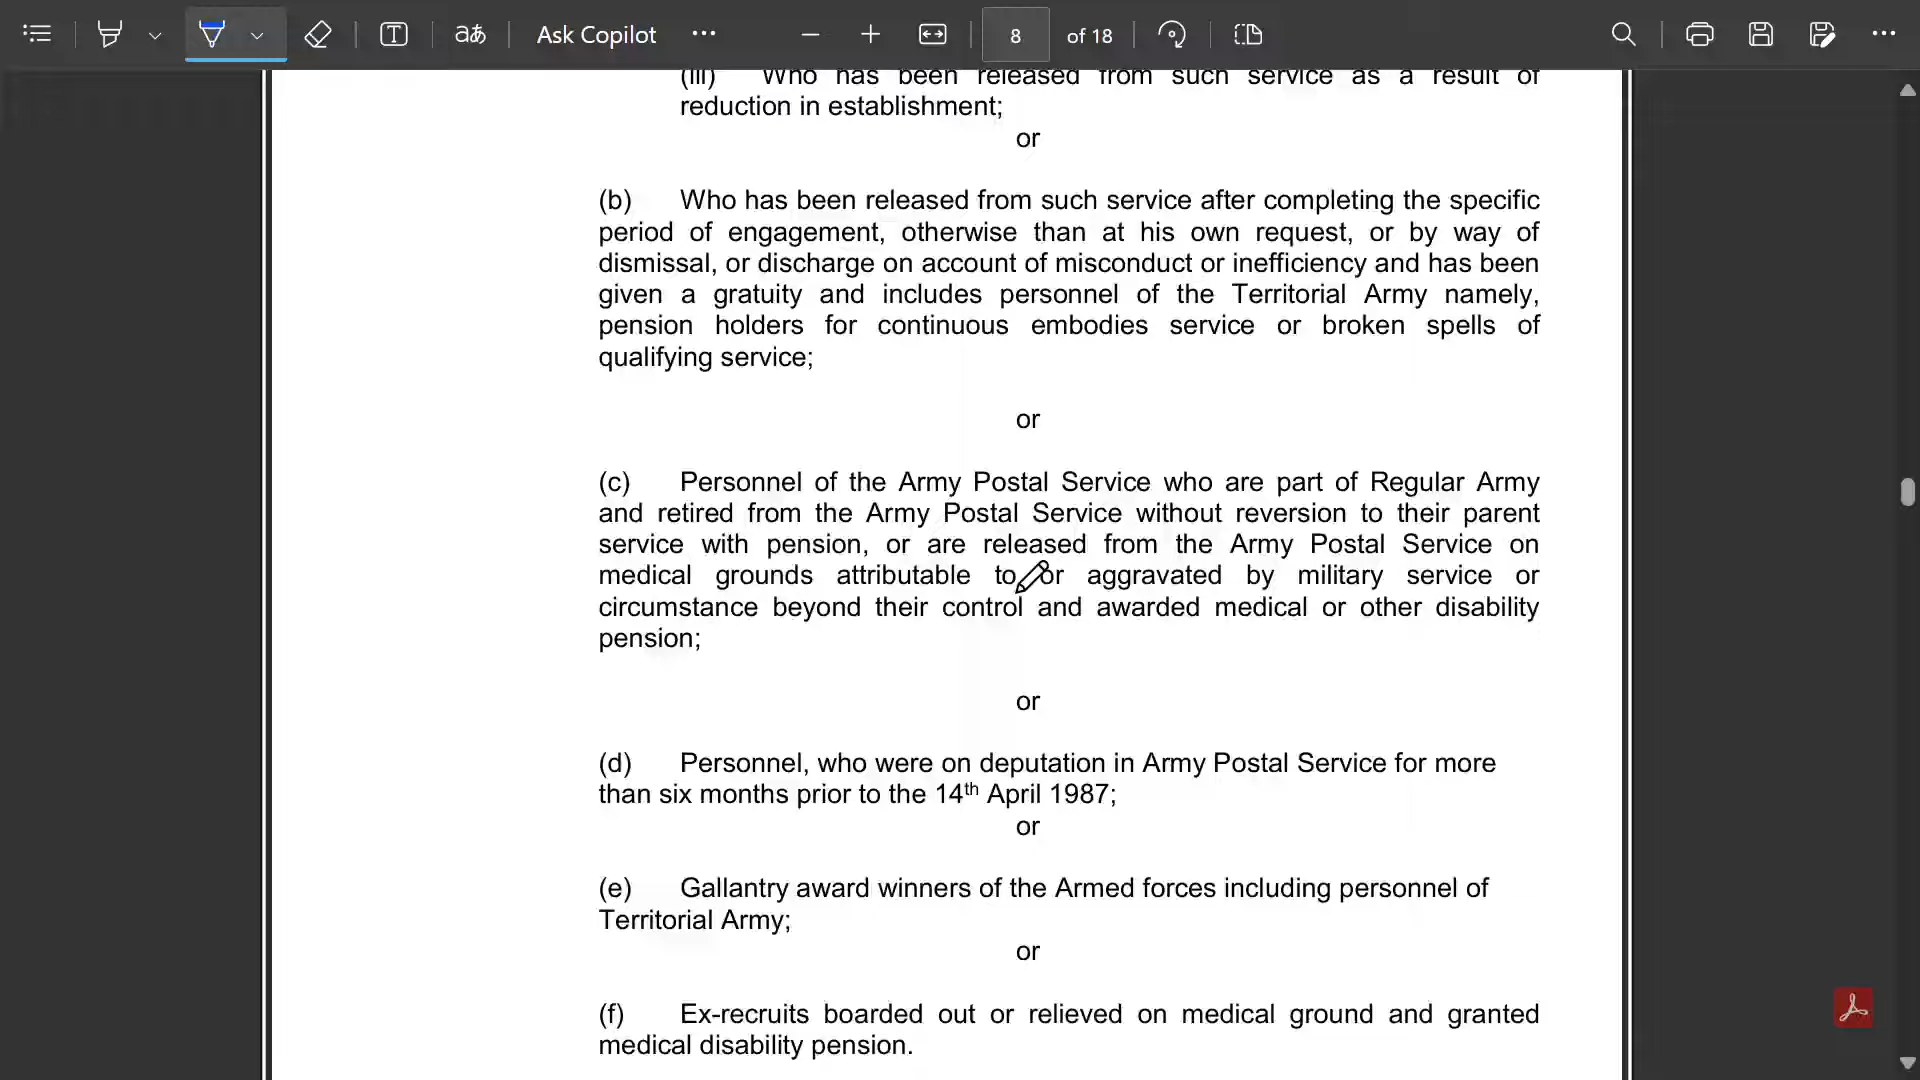 aあ
Ask Copilot
8
of 18
(iii) Who has been released from such service as a result of
reduction in establishment;
or
(b) Who has been released from such service after completing the specific
period of engagement, otherwise than at his own request, or by way of
dismissal, or discharge on account of misconduct or inefficiency and has been
given a gratuity and includes personnel of the Territorial Army namely,
pension holders for continuous embodies service or broken spells of
qualifying service;
or
(c) Personnel of the Army Postal Service who are part of Regular Army
and retired from the Army Postal Service without reversion to their parent
service with pension, or are released from the Army Postal Service on
medical grounds attributable to or aggravated by military service or
circumstance beyond their control and awarded medical or other disability
pension;
or
(d) Personnel, who were on deputation in Army Postal Service for more
than six months prior to the 14th April 1987;
or
(e) Gallantry award winners of the Armed forces including personnel of
Territorial Army;
or
(f) Ex-recruits boarded out or relieved on medical ground and granted
medical disability pension.